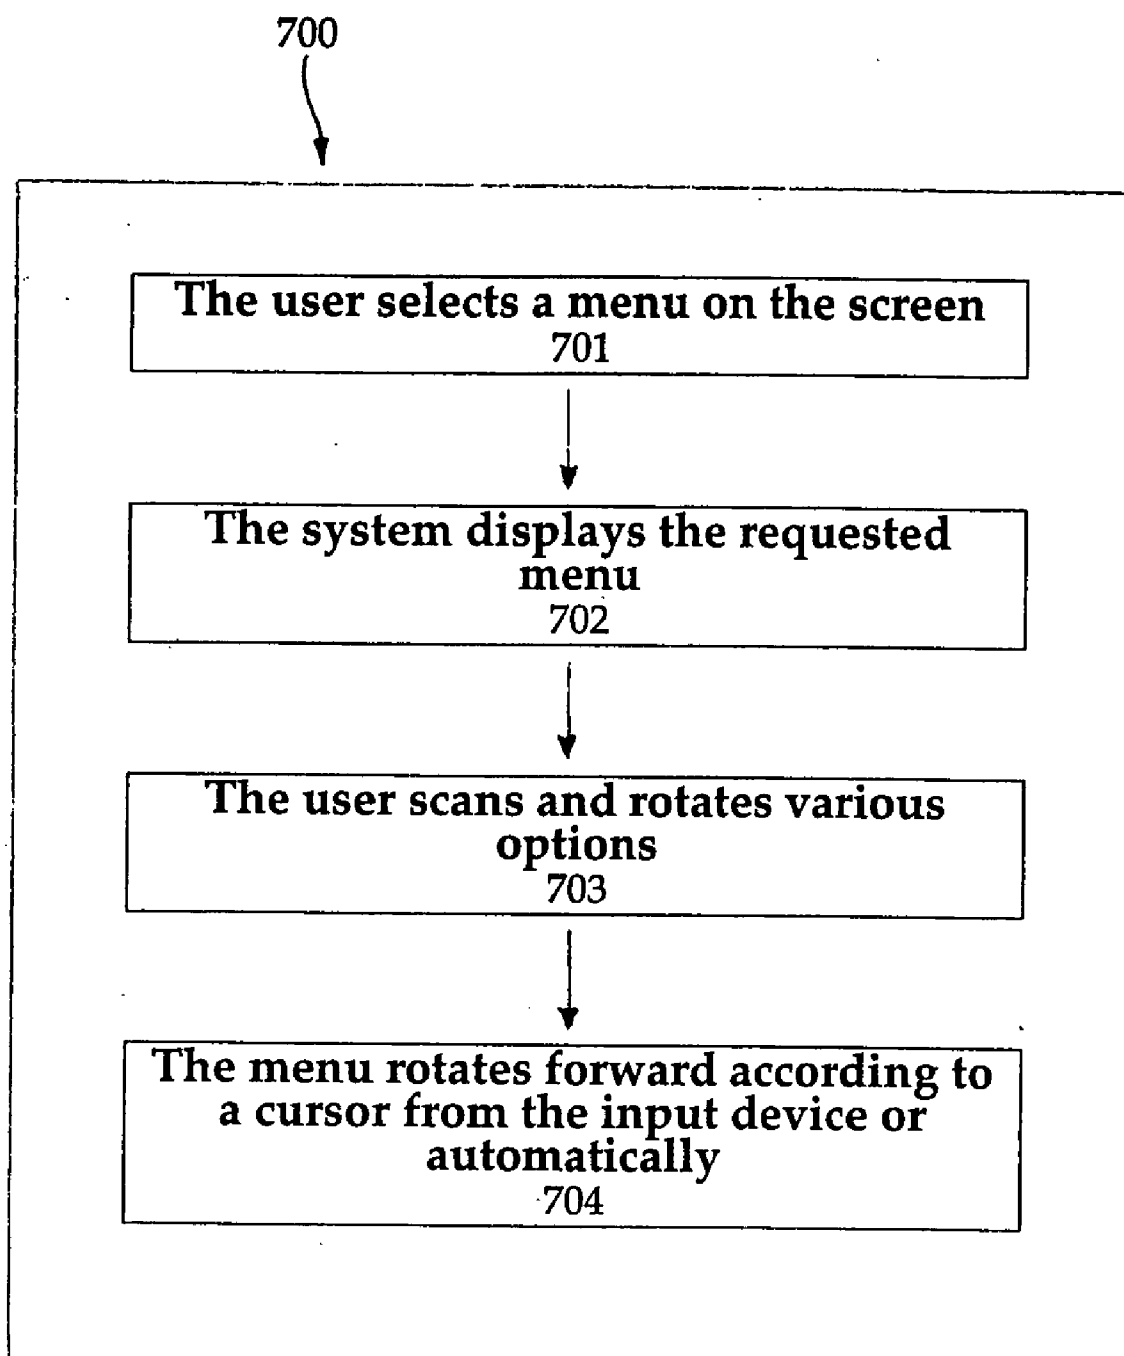 700
The user selects a menu on the screen
701
The system displays the requested
menu
702
The user scans and rotates various
options
703
The menu rotates forward according to
a cursor from the input device or
automatically
704